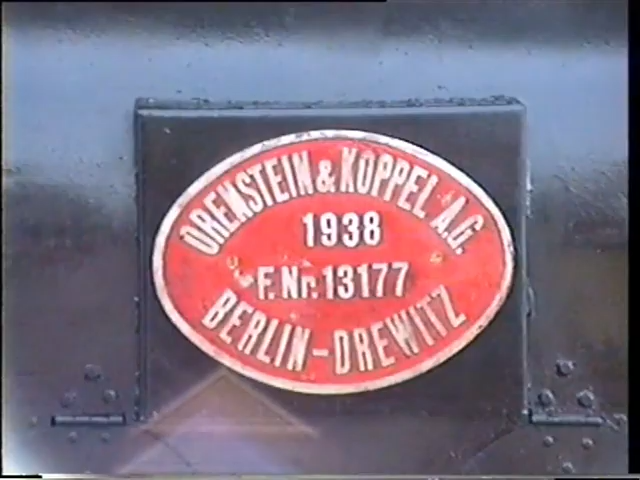 ORENSTEIN & KOPPEL A.G.
1938
F. Nr. 13177
BERLIN-DREWITZ